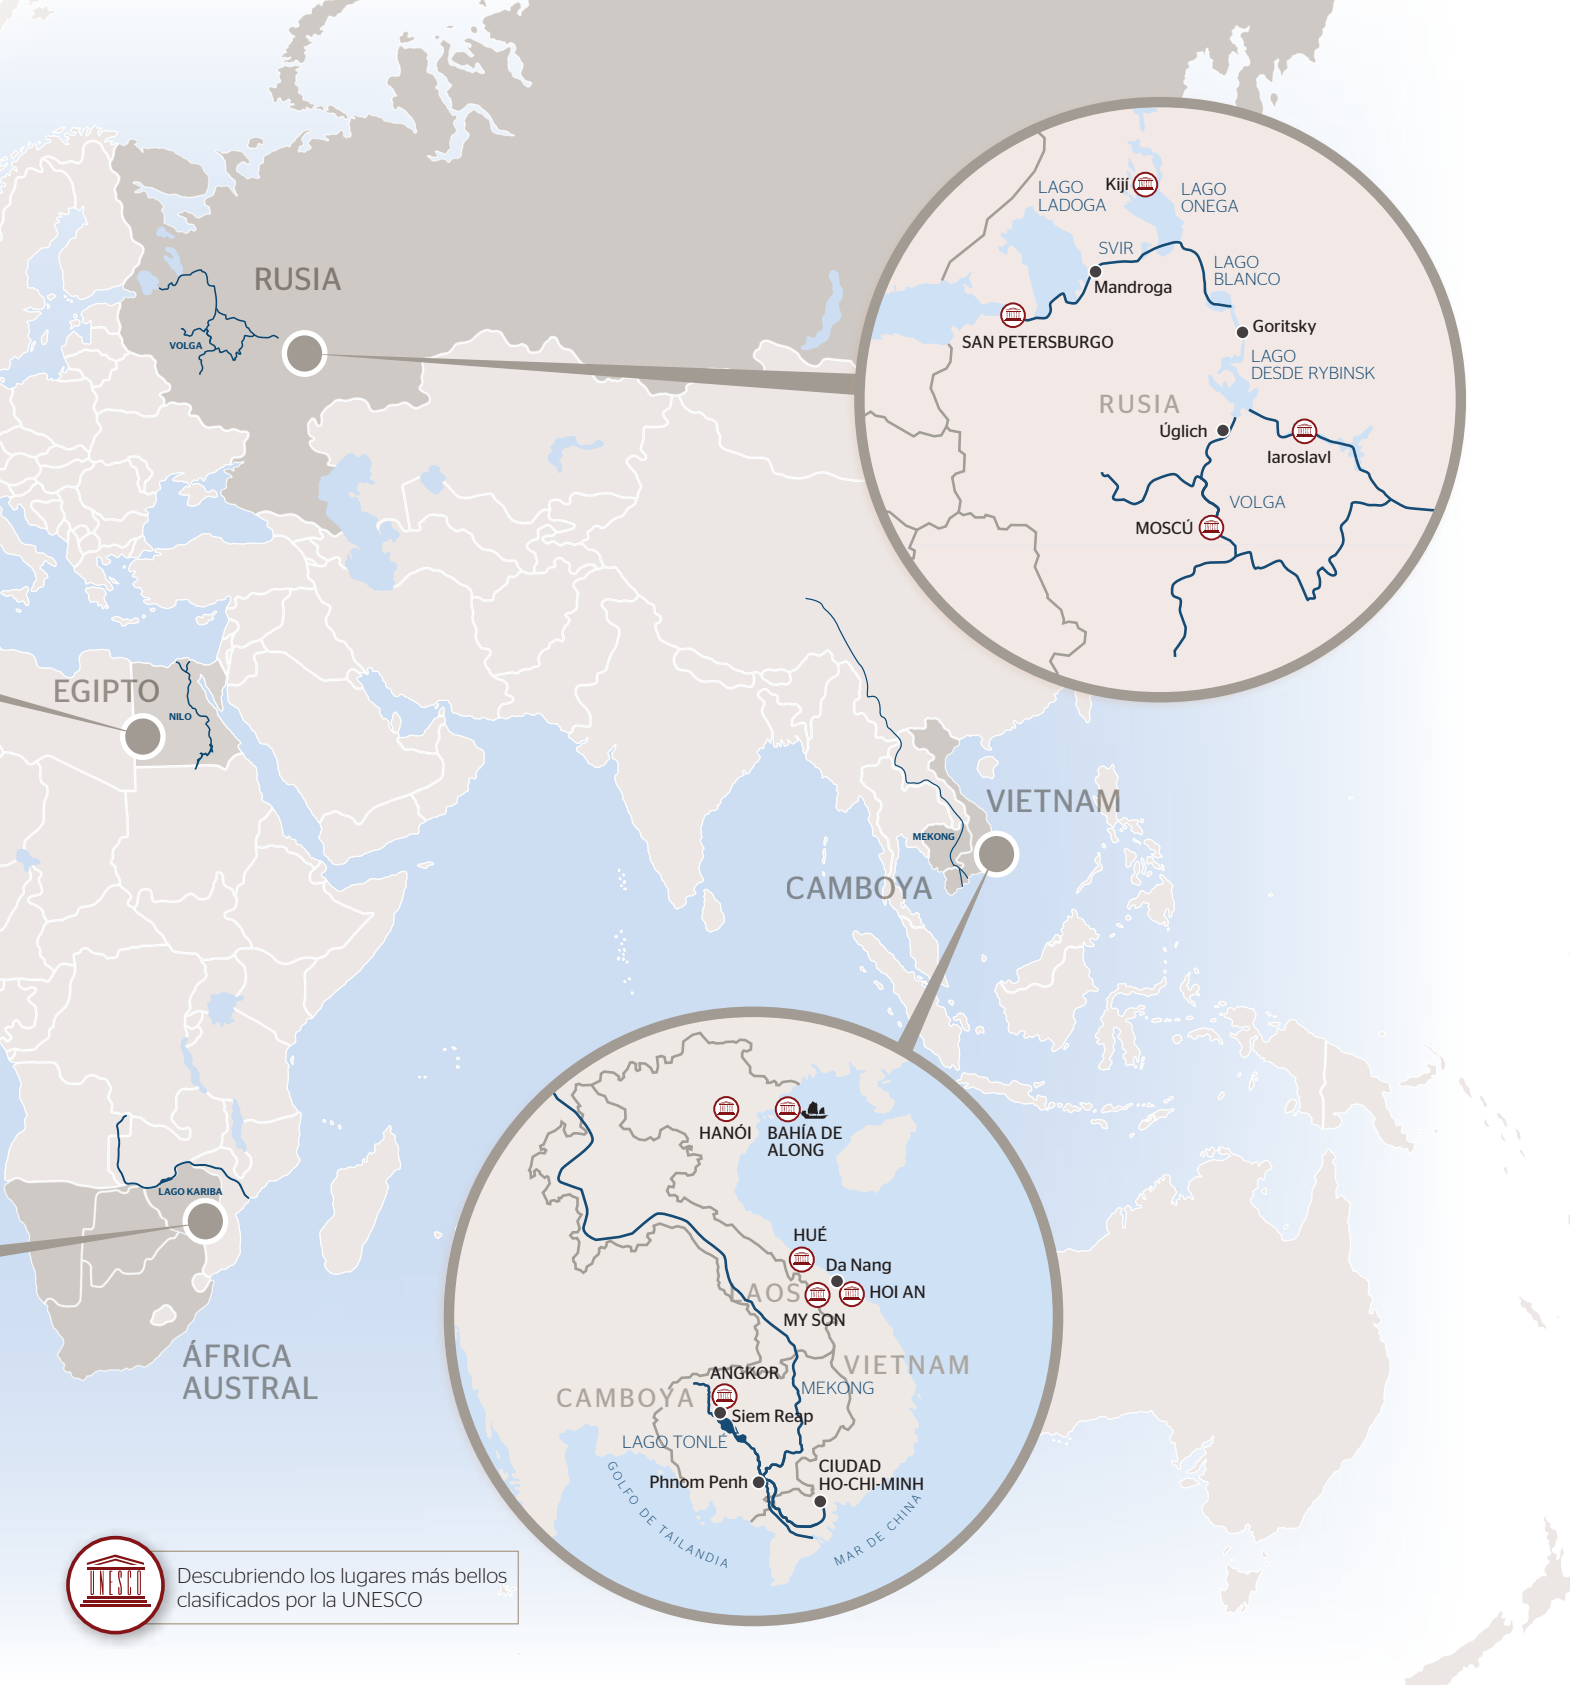 RUSIA
VOLGA
LAGO
LADOGA
Kijí
LAGO
ONEGA
SVIR
Mandroga
LAGO
BLANCO
SAN PETERSBURGO
Goritsky
LAGO
DESDE RYBINSK
RUSIA
Úglich
Iaroslavl
VOLGA
MOSCÚ
EGIPTO
NILO
VIETNAM
MEKONG
CAMBOYA
LAGO KARIBA
ÁFRICA
AUSTRAL
HANÓI
BAHÍA DE
ALONG
HUÉ
Da Nang
LAOS
HOI AN
MY SON
VIETNAM
ANGKOR
MEKONG
CAMBOYA
Siem Reap
LAGO TONLÉ
CIUDAD
HO-CHI-MINH
Phnom Penh
GOLFO DE TAILANDIA
MAR DE CHINA
UNESCO
Descubriendo los lugares más bellos
clasificados por la UNESCO